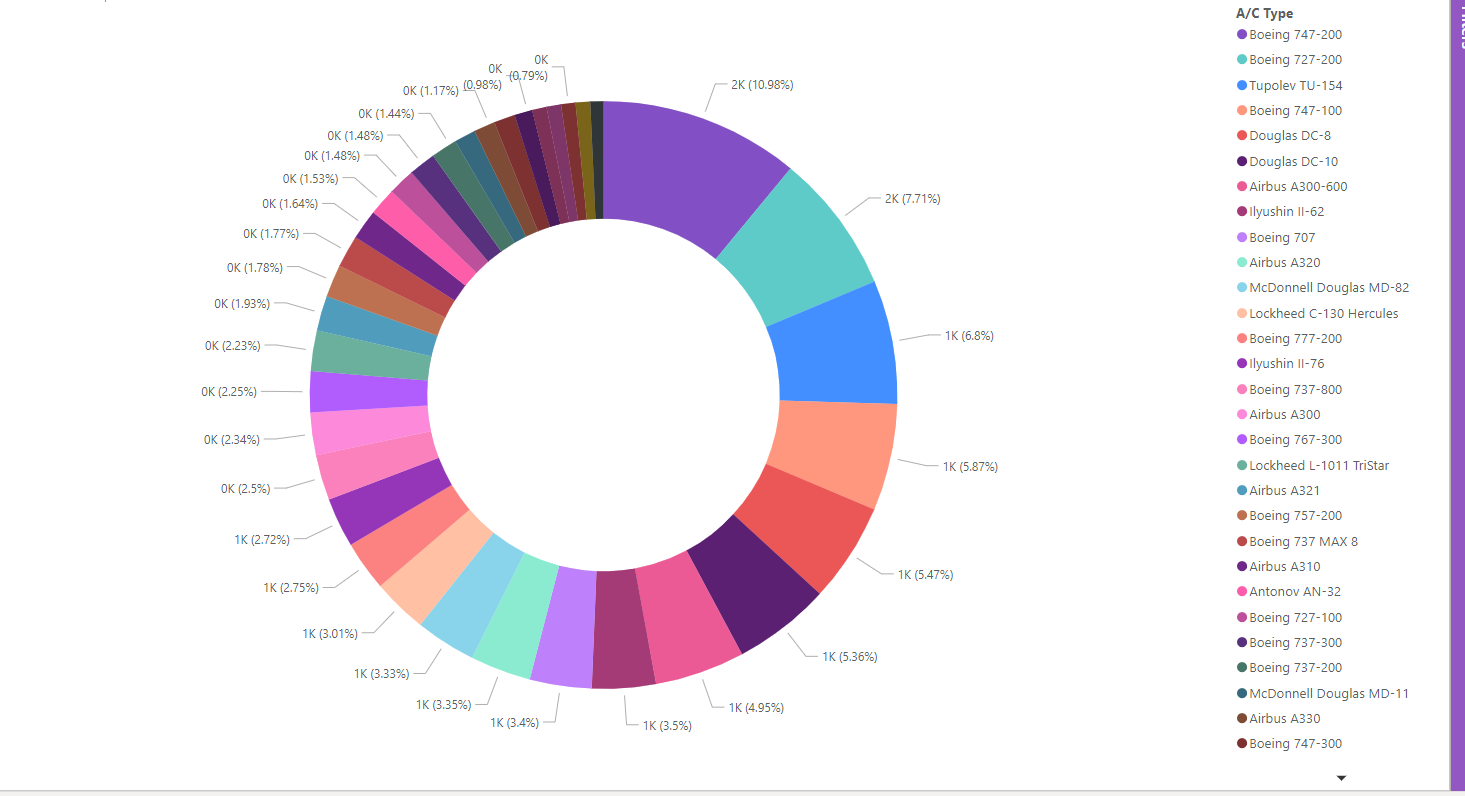 A/C Type
Boeing 747-200
Boeing 727-200
Tupolev TU-154
Boeing 747-100
Douglas DC-8
Douglas DC-10
Airbus A300-600
Ilyushin II-62
Boeing 707
Airbus A320
McDonnell Douglas MD-82
Lockheed C-130 Hercules
Boeing 777-200
Ilyushin II-76
Boeing 737-800
Airbus A300
Boeing 767-300
Lockheed L-1011 TriStar
Airbus A321
Boeing 757-200
Boeing 737 MAX 8
Airbus A310
Antonov AN-32
Boeing 727-100
Boeing 737-300
Boeing 737-200
McDonnell Douglas MD-11
Airbus A330
Boeing 747-300
2K (10.98%)
2K (7.71%)
1K (6.8%)
1K (5.87%)
1K (5.47%)
1K (5.36%)
1K (4.95%)
1K (3.5%)
1K (3.4%)
1K (3.35%)
1K (3.33%)
1K (3.01%)
1K (2.75%)
1K (2.72%)
0K (2.5%)
0K (2.34%)
0K (2.25%)
0K (2.23%)
0K (1.93%)
0K (1.78%)
0K (1.77%)
0K (1.64%)
0K (1.53%)
0K (1.48%)
0K (1.48%)
0K (1.44%)
0K (1.17%)
0K
(0.98%)
0K
(0.79%)